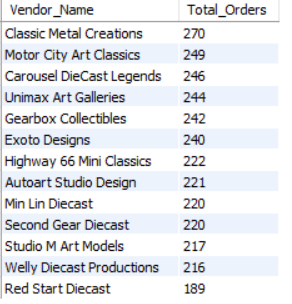 Vendor_Name Total_Orders
Classic Metal Creations 270
Motor City Art Classics 249
Carousel DieCast Legends 246
Unimax Art Galleries 244
Gearbox Collectibles 242
Exoto Designs 240
Highway 66 Mini Classics 222
Autoart Studio Design 221
Min Lin Diecast 220
Second Gear Diecast 220
Studio M Art Models 217
Welly Diecast Productions 216
Red Start Diecast 189